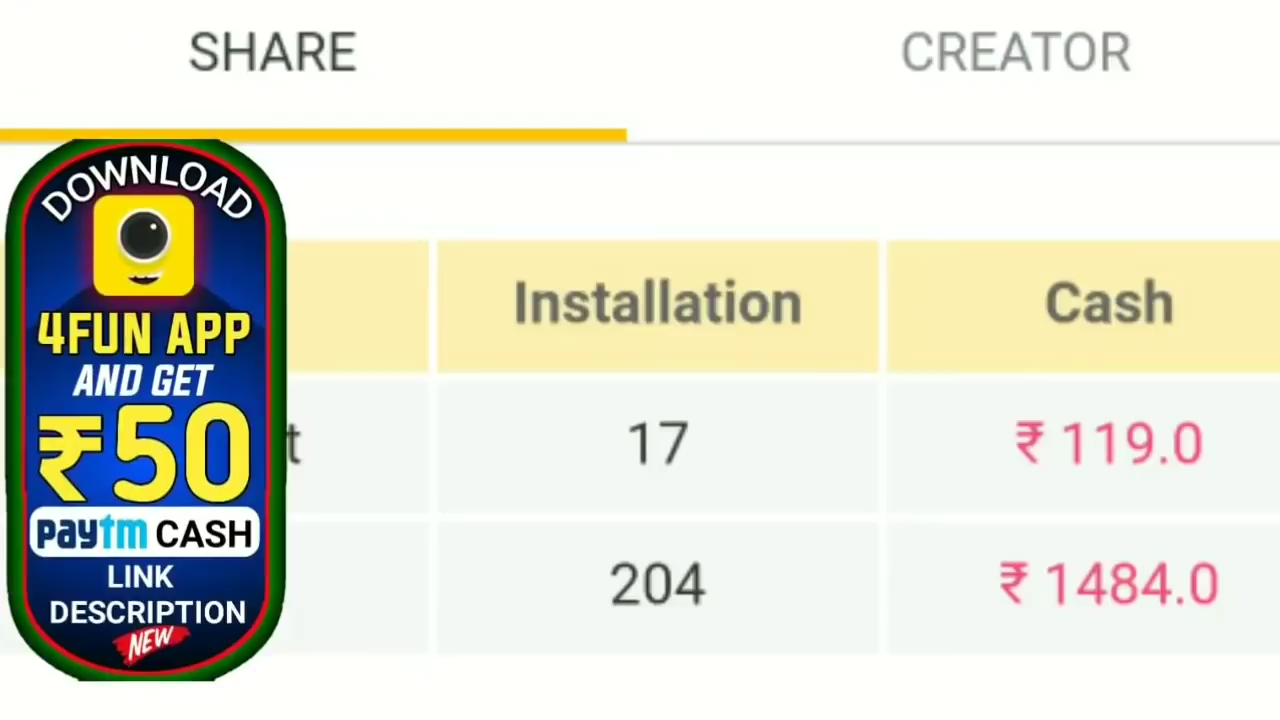 SHARE
CREATOR
DOWNLOAD
4FUN APP
AND GET
₹50
paytm CASH
LINK
DESCRIPTION
NEW
Installation
Cash
17
₹ 119.0
204
₹ 1484.0